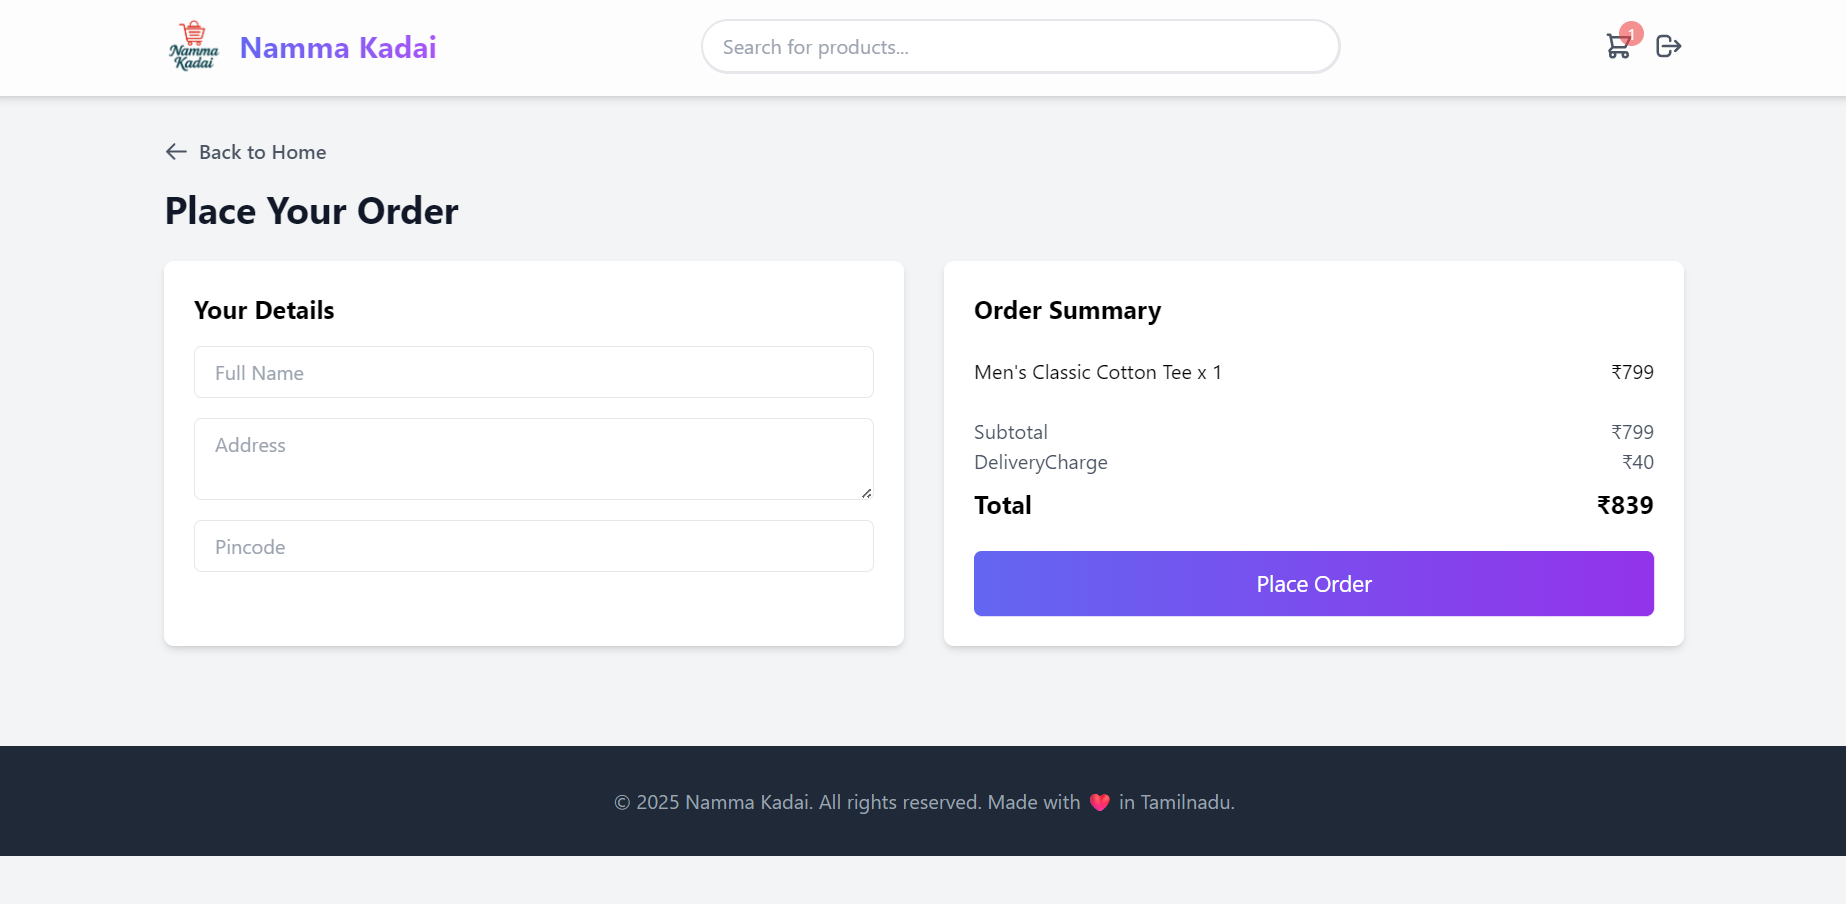 Namma
Kadai
Namma Kadai
Search for products...
1
Back to Home
Place Your Order
Your Details
Full Name
Address
Pincode
Order Summary
Men's Classic Cotton Tee x 1 ₹799
Subtotal ₹799
DeliveryCharge ₹40
Total ₹839
Place Order
© 2025 Namma Kadai. All rights reserved. Made with ❤️ in Tamilnadu.